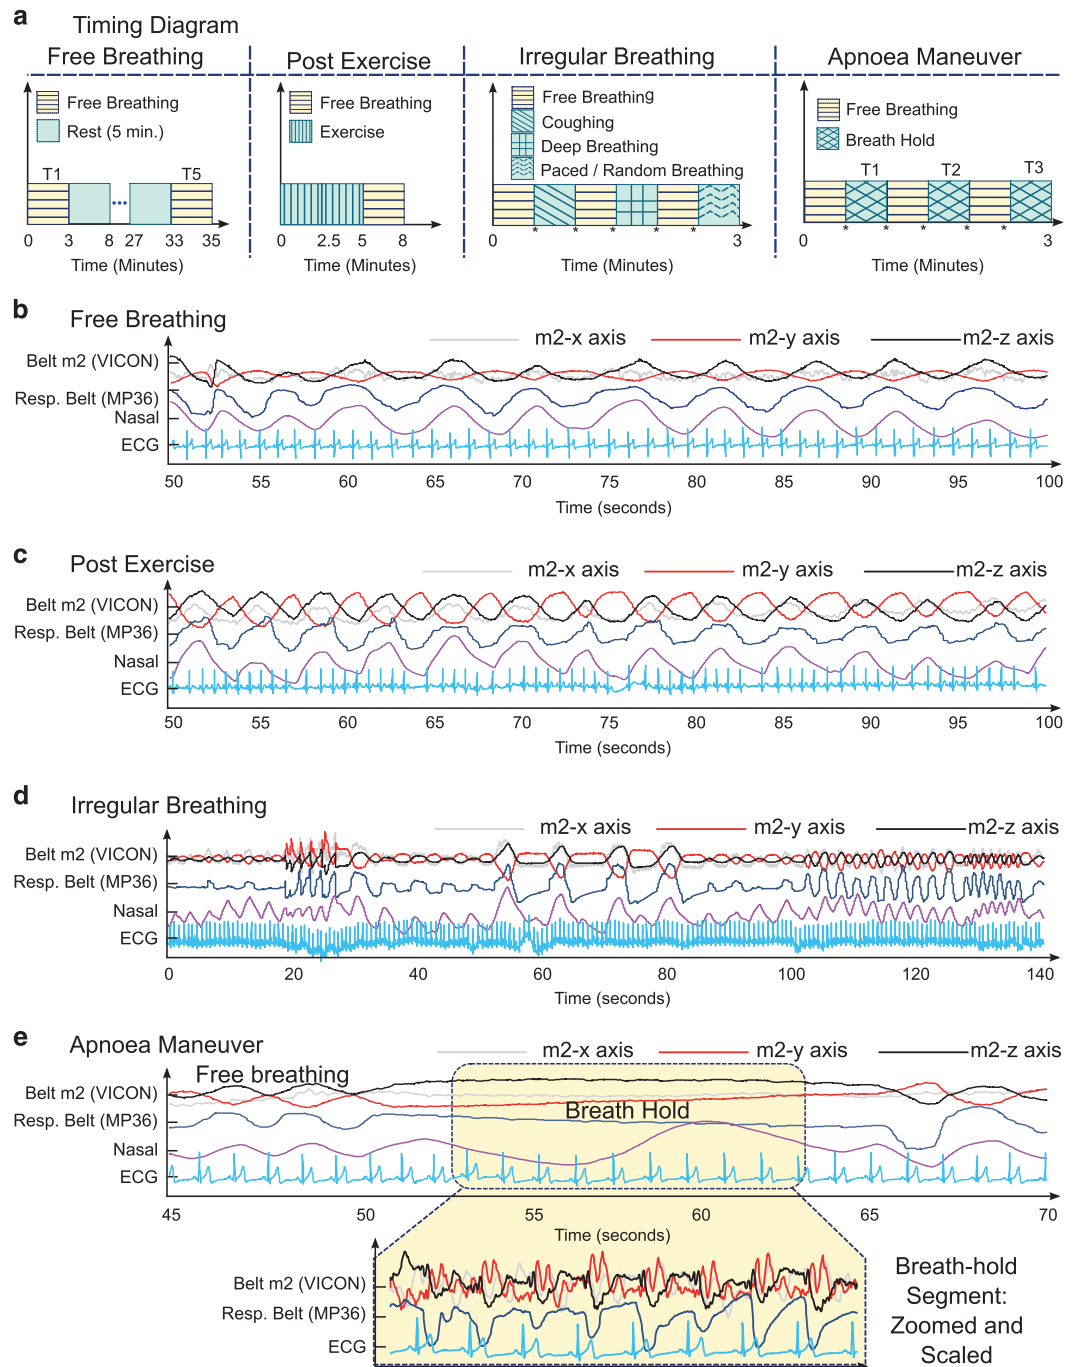 a
Timing Diagram
Free Breathing
Post Exercise
Irregular Breathing
Apnoea Maneuver
Free Breathing
Rest (5 min.)
T1
T5
0 3 8 27 33 35
Time (Minutes)
Free Breathing
Exercise
0 2.5 5 8
Time (Minutes)
Free Breathing
Coughing
Deep Breathing
Paced / Random Breathing
* * * * *
0 3
Time (Minutes)
Free Breathing
Breath Hold
T1 T2 T3
* * * * *
0 3
Time (Minutes)
b
Free Breathing
m2-x axis m2-y axis m2-z axis
Belt m2 (VICON)
Resp. Belt (MP36)
Nasal
ECG
50 55 60 65 70 75 80 85 90 95 100
Time (seconds)
c
Post Exercise
m2-x axis m2-y axis m2-z axis
Belt m2 (VICON)
Resp. Belt (MP36)
Nasal
ECG
50 55 60 65 70 75 80 85 90 95 100
Time (seconds)
d
Irregular Breathing
m2-x axis m2-y axis m2-z axis
Belt m2 (VICON)
Resp. Belt (MP36)
Nasal
ECG
0 20 40 60 80 100 120 140
Time (seconds)
e
Apnoea Maneuver
m2-x axis m2-y axis m2-z axis
Free breathing
Belt m2 (VICON)
Breath Hold
Resp. Belt (MP36)
Nasal
ECG
45 50 55 60 65 70
Time (seconds)
Belt m2 (VICON)
Resp. Belt (MP36)
ECG
Breath-hold
Segment:
Zoomed and
Scaled